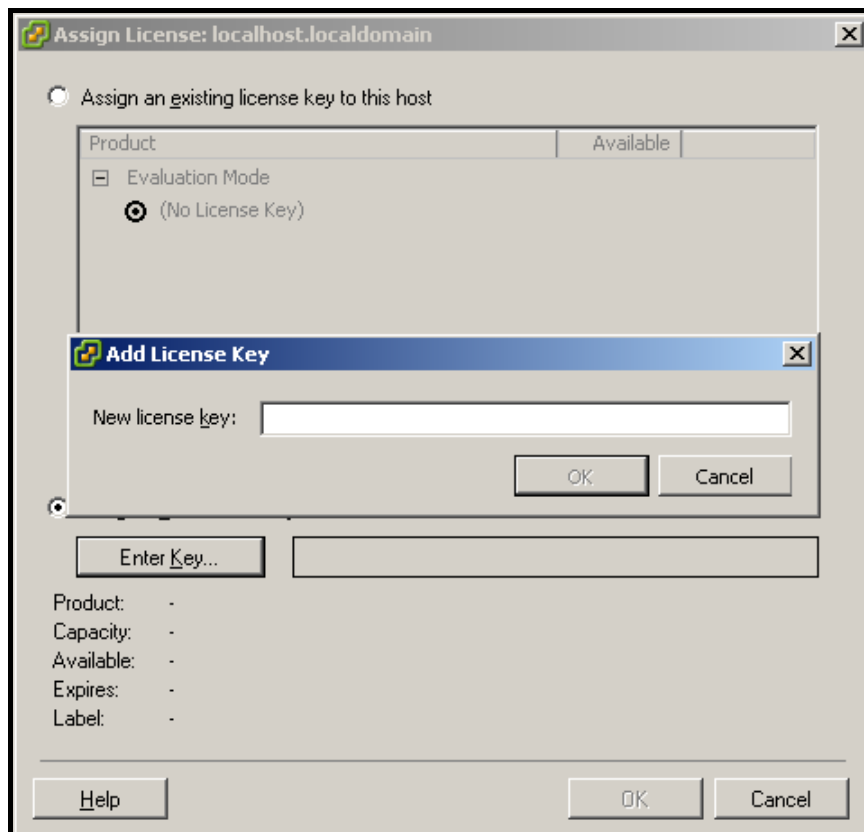 Assign License: localhost.localdomain
Assign an existing license key to this host
Product Available
Evaluation Mode
(No License Key)
Add License Key
New license key:
OK Cancel
Enter Key...
Product: -
Capacity: -
Available: -
Expires: -
Label: -
Help OK Cancel